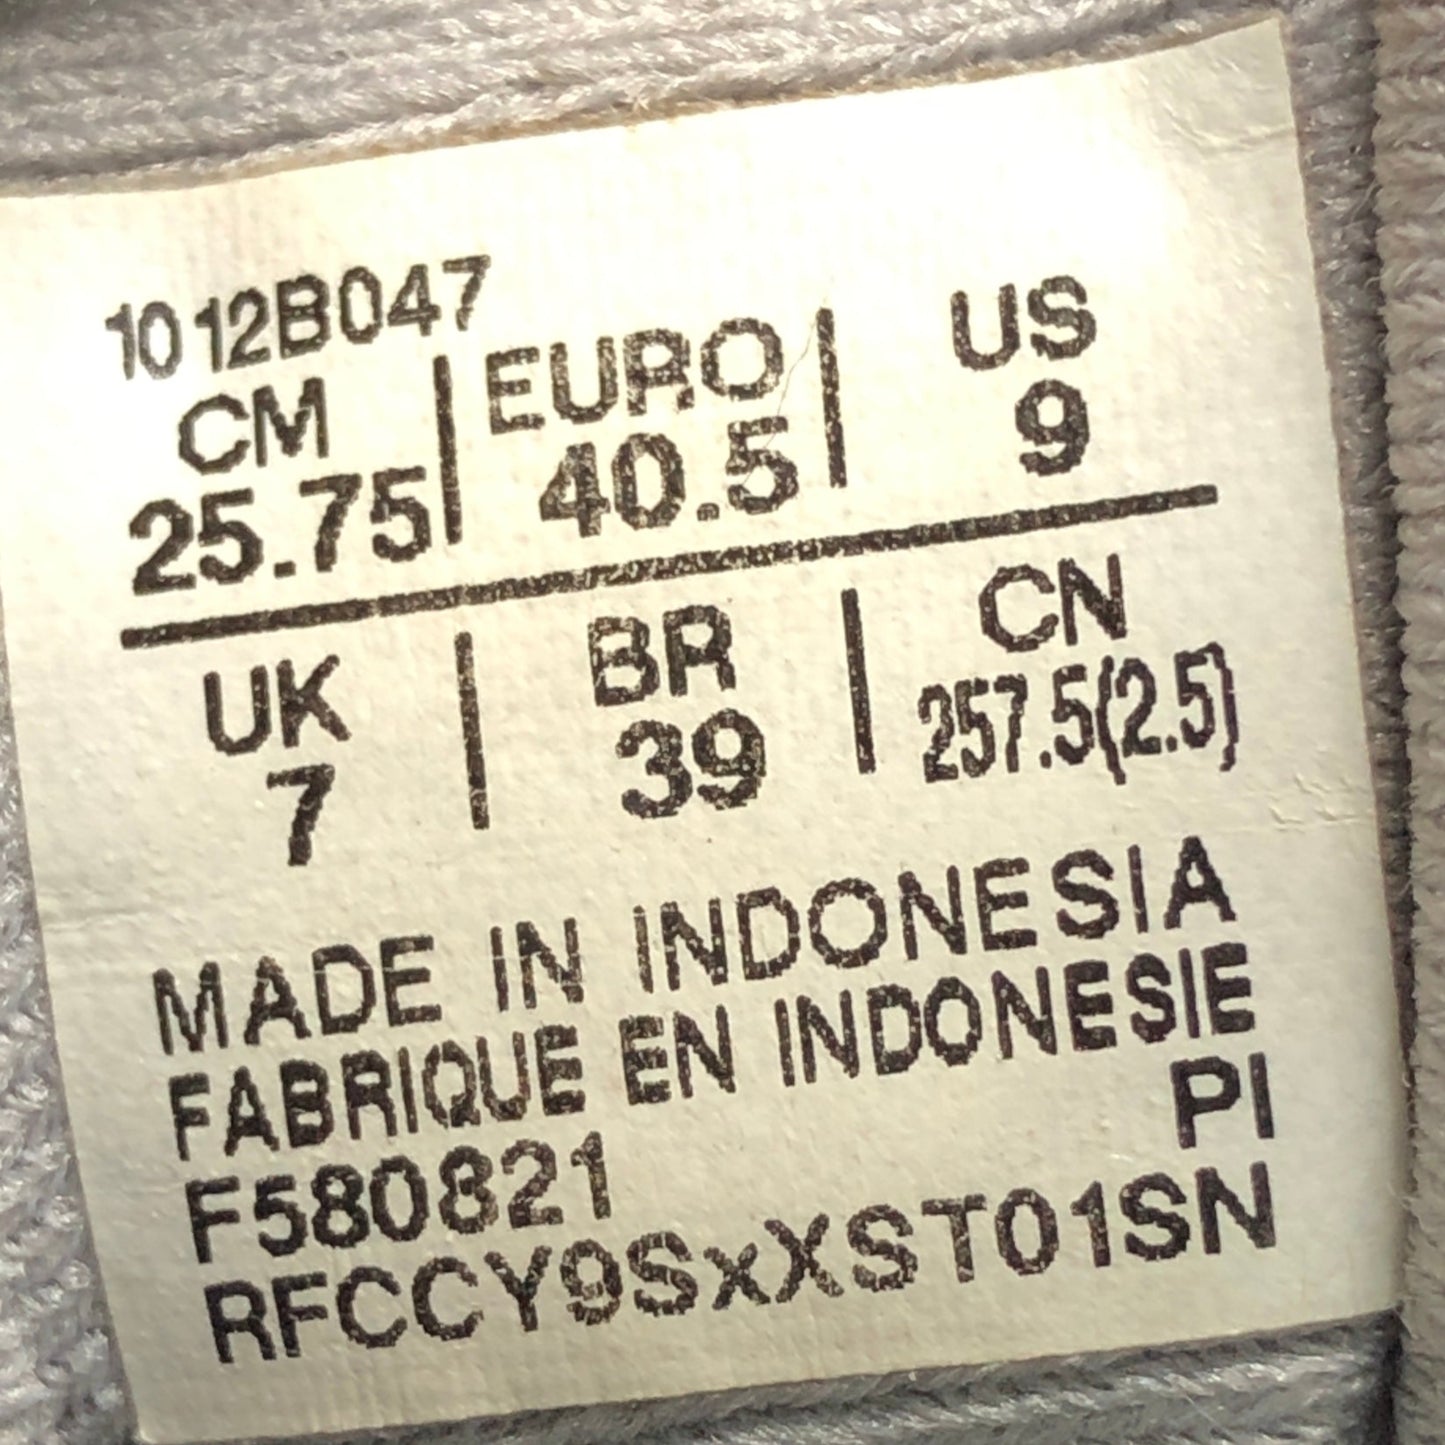 1012B047
CM | EURO | US
25.75 | 40.5 | 9
UK | BR | CN
7 | 39 | 257.5(2.5)
MADE IN INDONESIA
FABRIQUE EN INDONESIE
PI
F580821
RFCCY9SxXST01SN